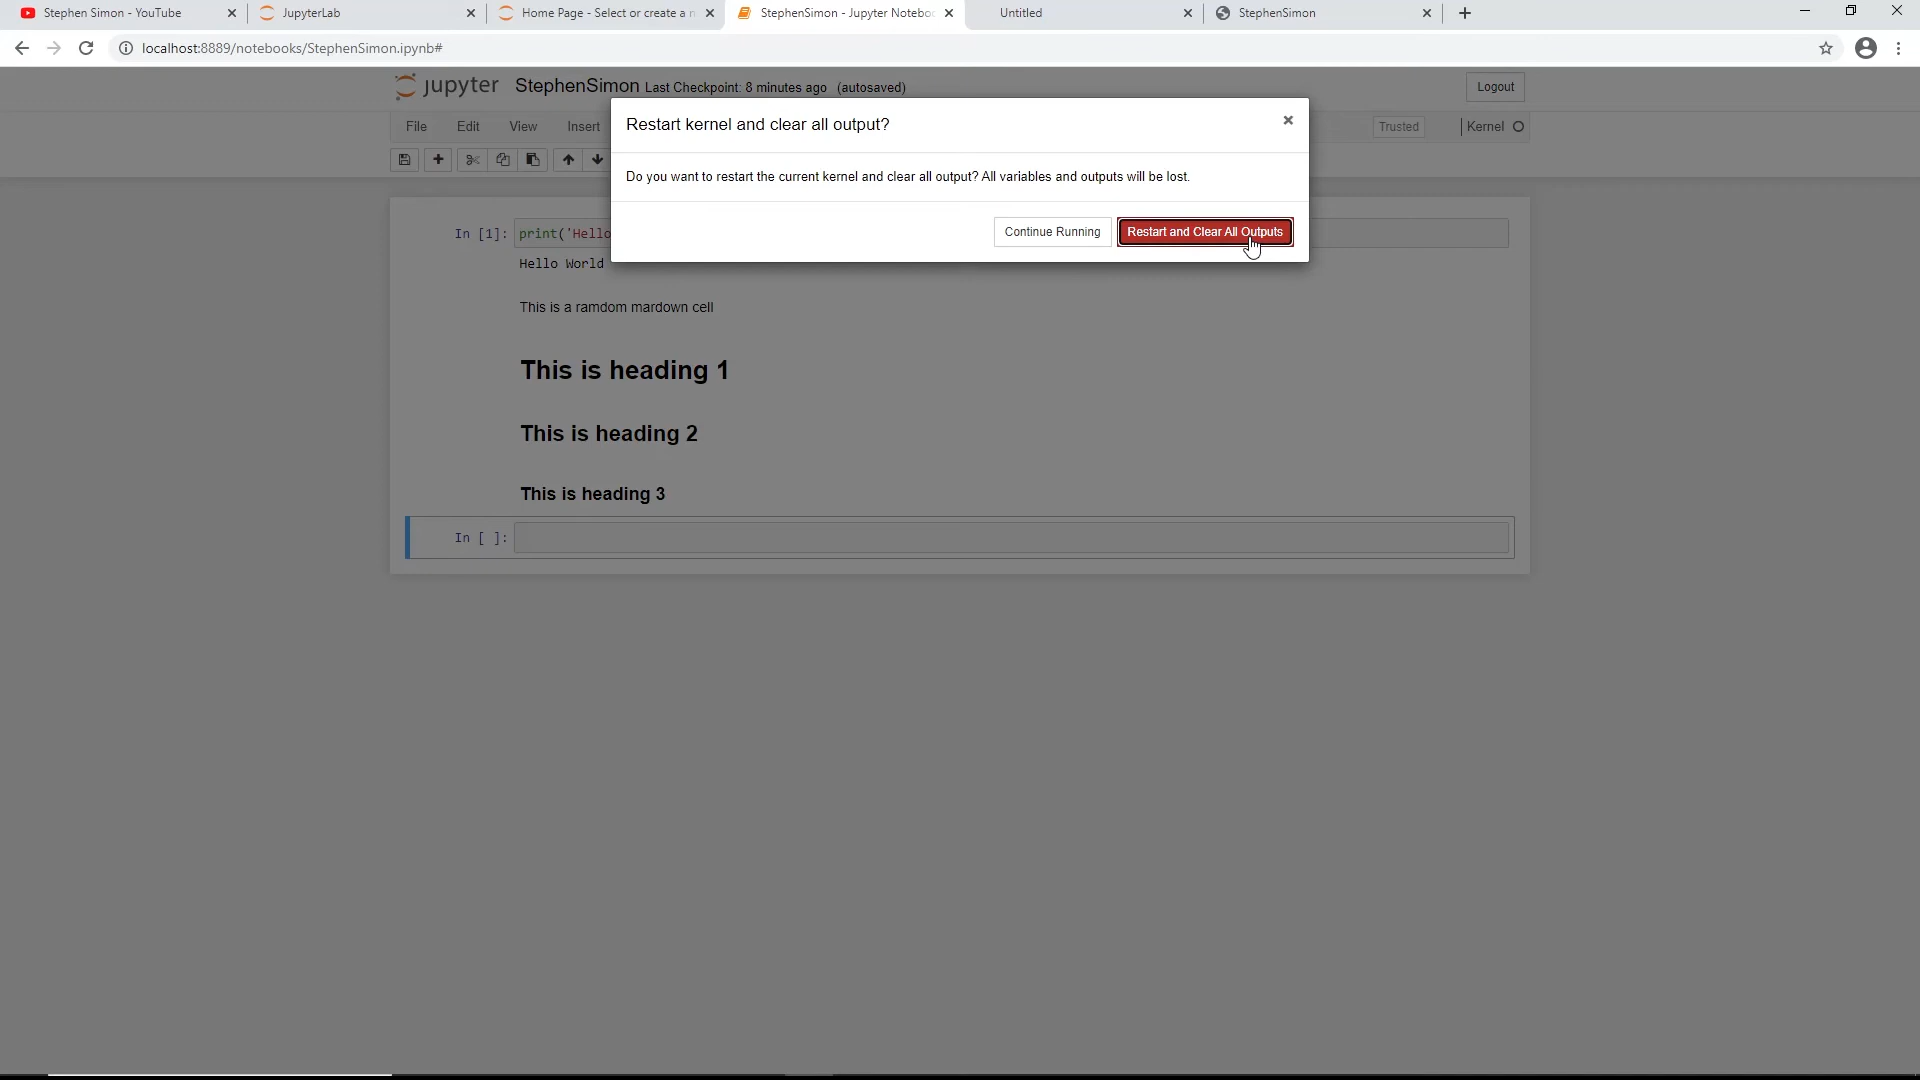 Stephen Simon - YouTube
JupyterLab
Home Page - Select or create a n
StephenSimon - Jupyter Noteboo
Untitled
StephenSimon
localhost:8889/notebooks/StephenSimon.ipynb#
jupyter StephenSimon Last Checkpoint: 8 minutes ago (autosaved)
Logout
File Edit View Insert
Trusted
Kernel
Restart kernel and clear all output?
Do you want to restart the current kernel and clear all output? All variables and outputs will be lost.
Continue Running
Restart and Clear All Outputs
In [1]: print('Hello
Hello World
This is a ramdom mardown cell
This is heading 1
This is heading 2
This is heading 3
In [ ]: